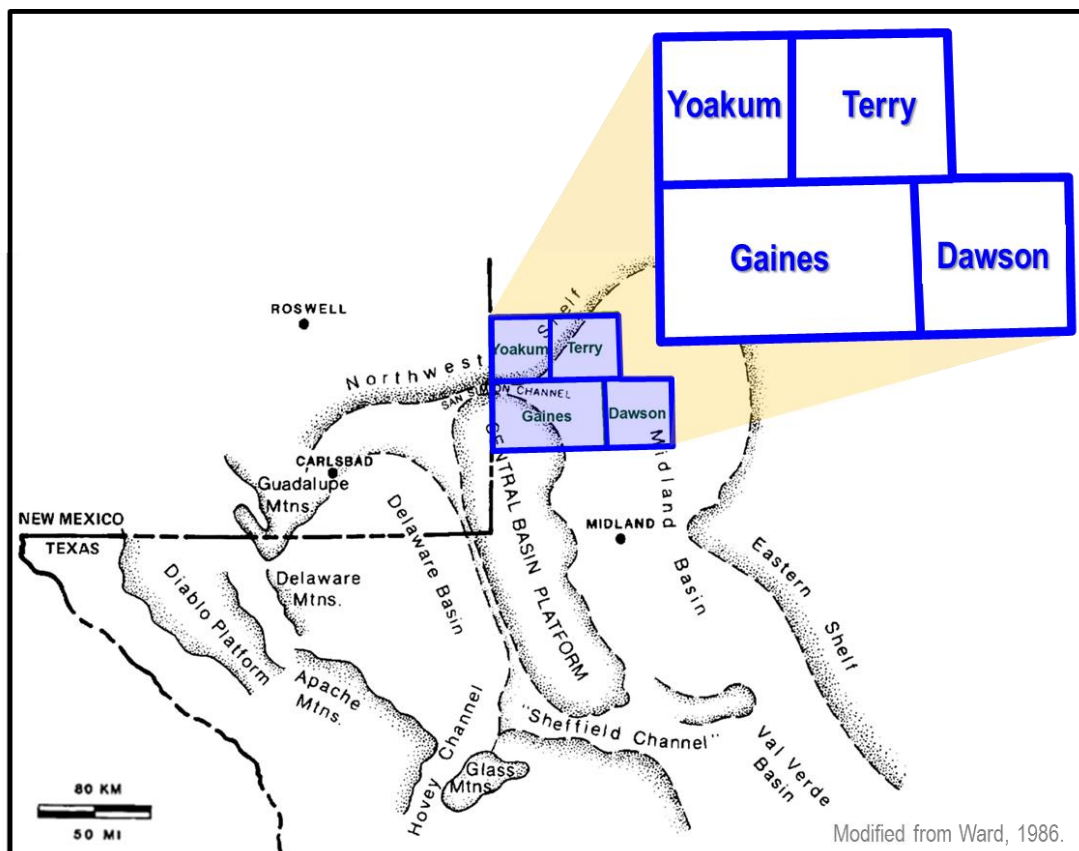 Yoakum
Terry
Gaines
Dawson
ROSWELL
Northwest Shelf
Yoakum
Terry
SAN SIMON CHANNEL
Gaines
Dawson
CARLSBAD
Guadalupe
Mtns.
CENTRAL BASIN PLATFORM
Midland
Basin
NEW MEXICO
TEXAS
MIDLAND
Delaware Basin
Delaware
Mtns.
Diablo Platform
Eastern
Shelf
Apache
Mtns.
Hovey Channel
"Sheffield Channel"
Glass
Mtns.
Val Verde
Basin
80 KM
50 MI
Modified from Ward, 1986.